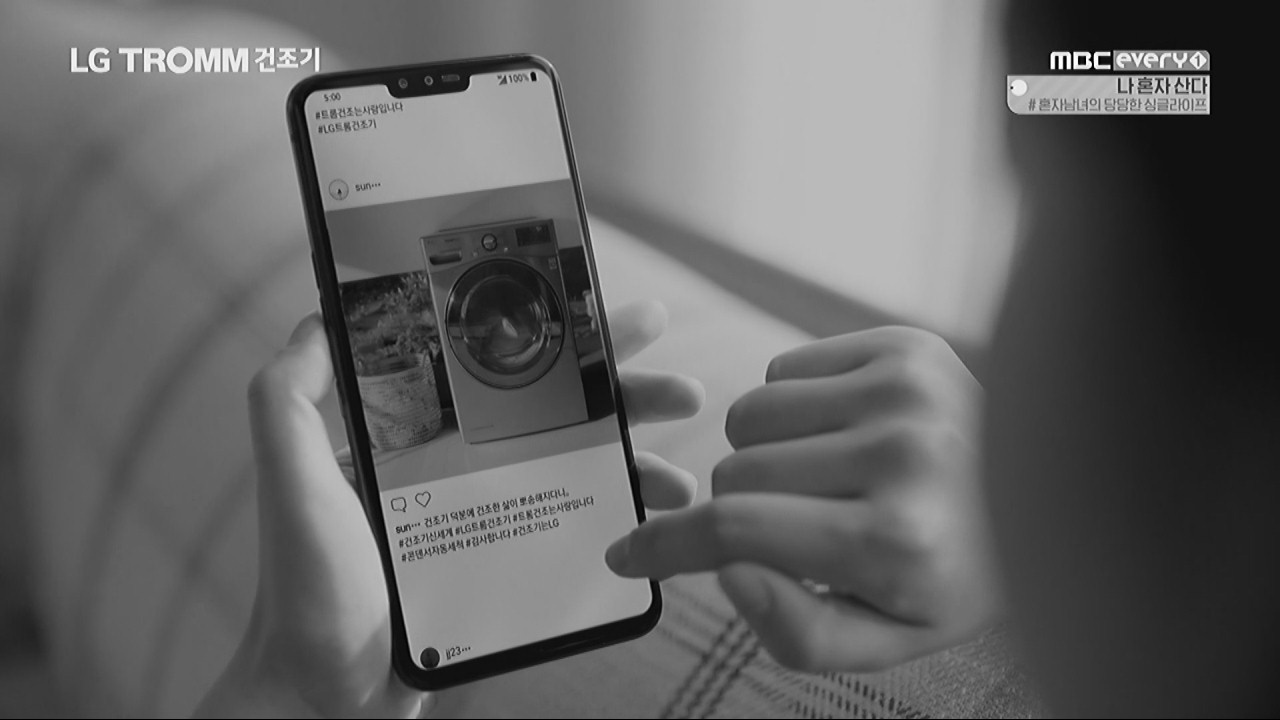 LG TROMM 건조기
MBC every1
나 혼자 산다
# 혼자남녀의 당당한 싱글라이프
5:00
100%
#트롬건조는사랑입니다
#LG트롬건조기
sun···
sun··· 건조기 덕분에 건조한 삶이 뽀송해지다니。
#건조기신세계 #LG트롬건조기 #트롬건조는사랑입니다
#콘덴서자동세척 #감사합니다 #건조기는LG
jj23···